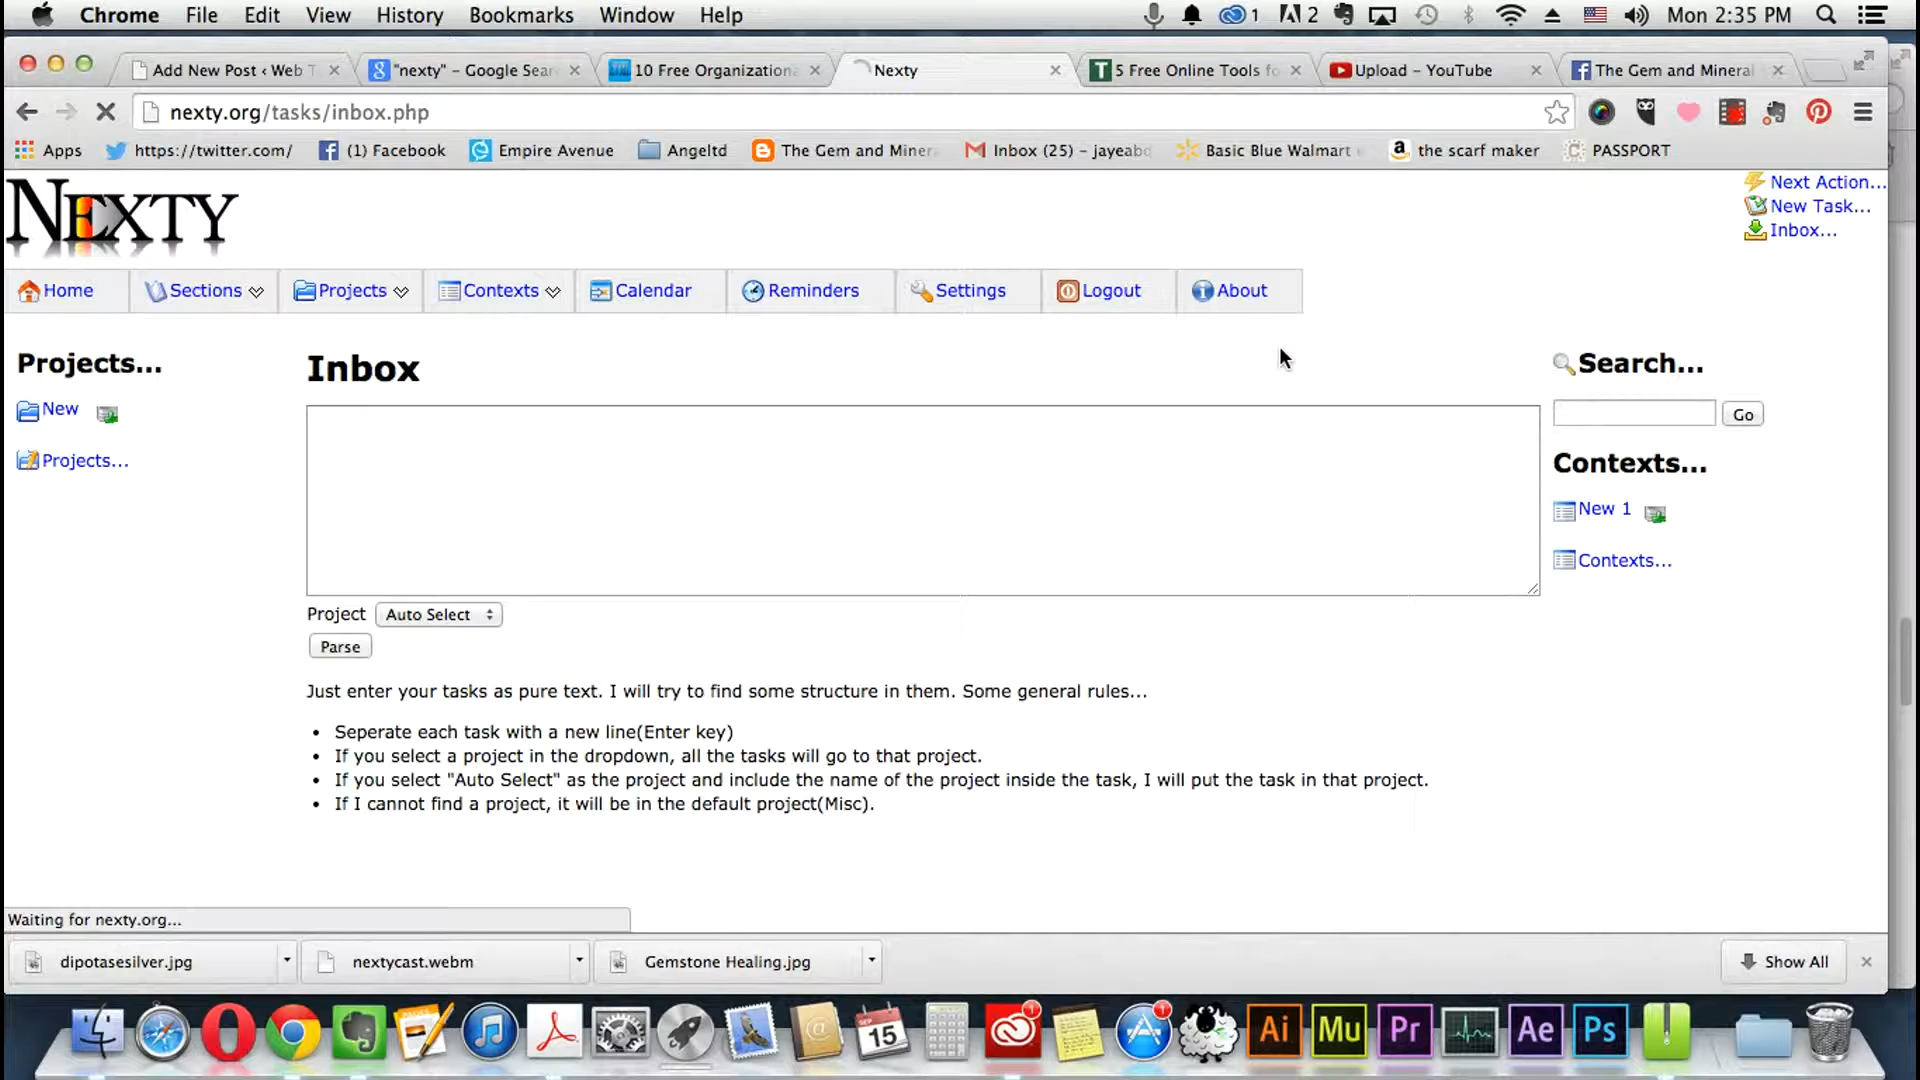 Chrome File Edit View History Bookmarks Window Help 1 2 Mon 2:35 PM
Add New Post ‹ Web T "nexty" - Google Sear 10 Free Organizationa Nexty 5 Free Online Tools fo Upload - YouTube The Gem and Mineral
nexty.org/tasks/inbox.php
Apps https://twitter.com/ (1) Facebook Empire Avenue Angeltd The Gem and Miner Inbox (25) - jayeabo Basic Blue Walmart the scarf maker PASSPORT
NEXTY
Next Action...
New Task...
Inbox...
Home Sections Projects Contexts Calendar Reminders Settings Logout About
Projects...
New
Projects...
Inbox
Project Auto Select
Parse
Just enter your tasks as pure text. I will try to find some structure in them. Some general rules...
• Seperate each task with a new line(Enter key)
• If you select a project in the dropdown, all the tasks will go to that project.
• If you select "Auto Select" as the project and include the name of the project inside the task, I will put the task in that project.
• If I cannot find a project, it will be in the default project(Misc).
Search...
Go
Contexts...
New 1
Contexts...
Waiting for nexty.org...
dipotasesilver.jpg nextycast.webm Gemstone Healing.jpg Show All
SEP 15 1 1 Ai Mu Pr Ae Ps